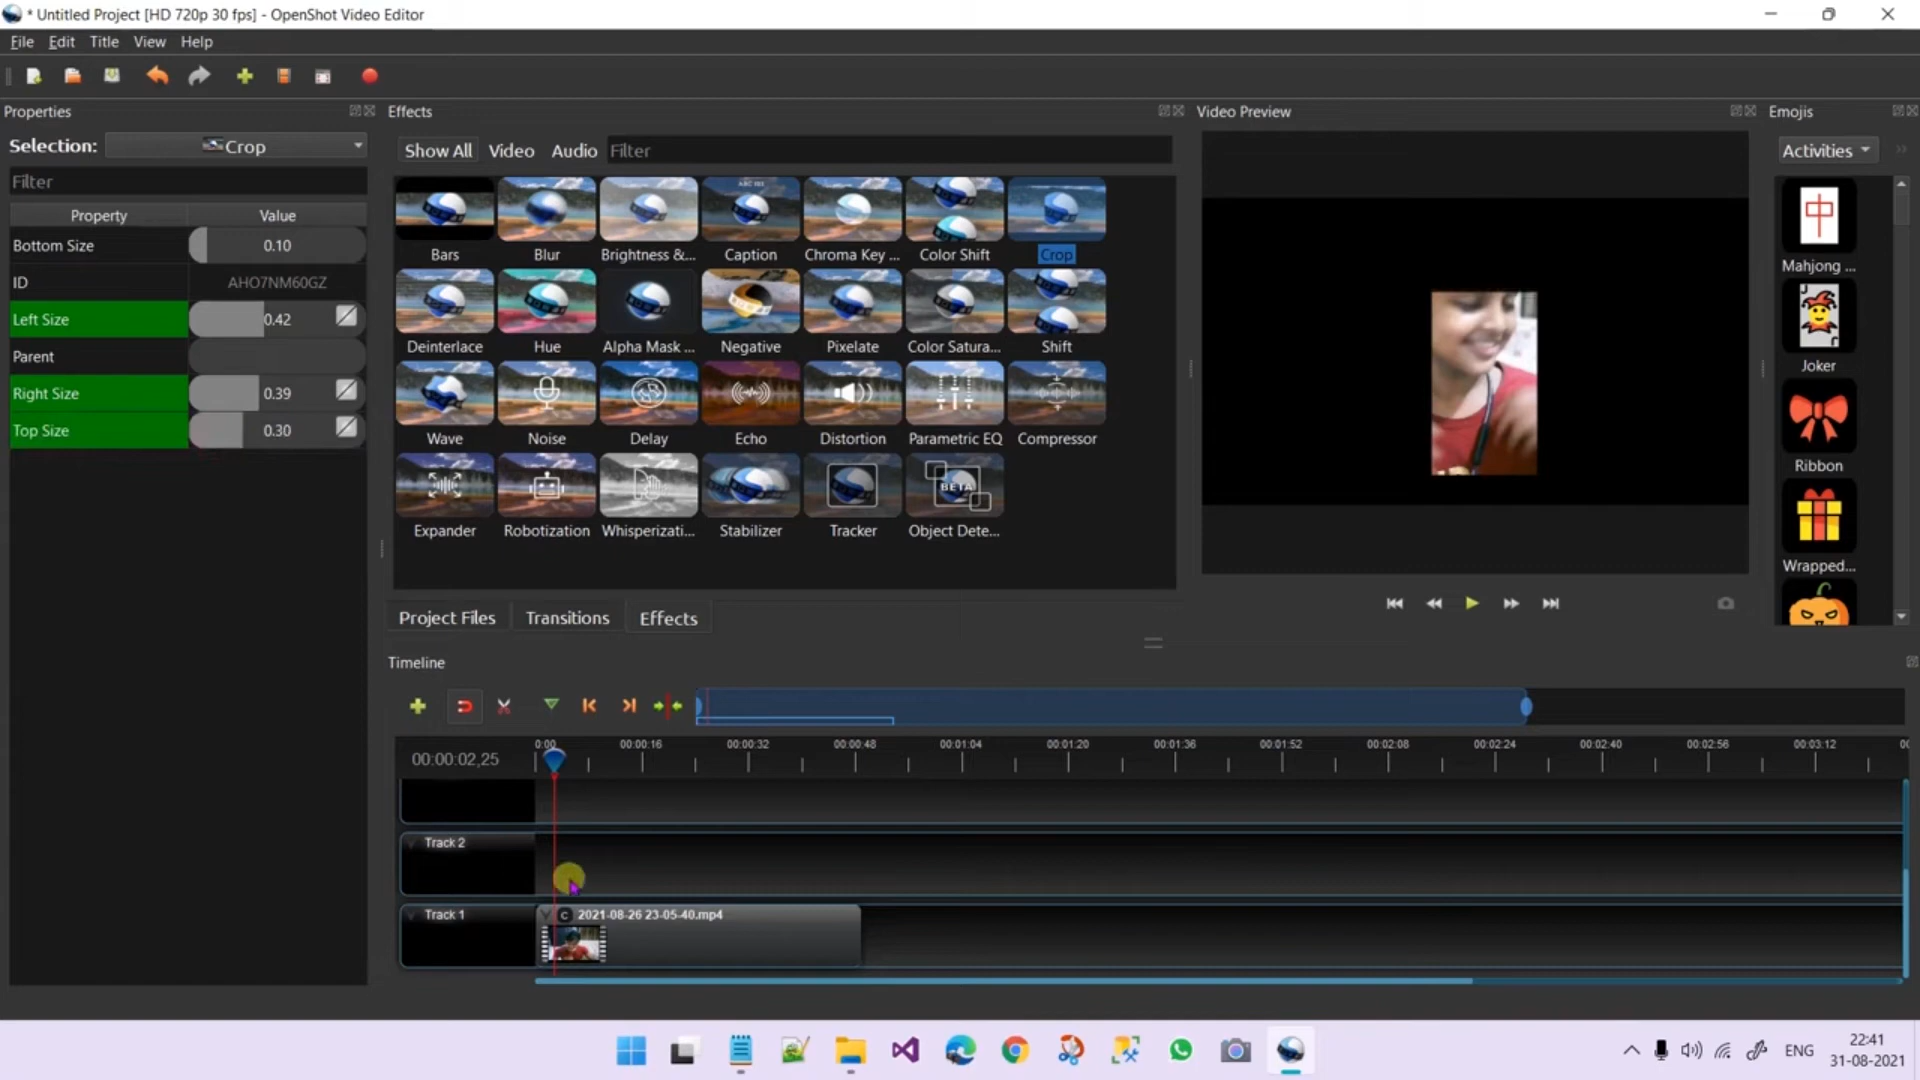 * Untitled Project [HD 720p 30 fps] - OpenShot Video Editor
File Edit Title View Help
Properties
Effects
Video Preview
Emojis
Selection: Crop
Show All Video Audio Filter
Activities
Filter
Property Value
Bottom Size 0.10
ID AHO7NM60GZ
Left Size 0.42
Parent
Right Size 0.39
Top Size 0.30
Bars Blur Brightness &... Caption Chroma Key ... Color Shift Crop
Deinterlace Hue Alpha Mask ... Negative Pixelate Color Satura... Shift
Wave Noise Delay Echo Distortion Parametric EQ Compressor
BETA
Expander Robotization Whisperizati... Stabilizer Tracker Object Dete...
Mahjong ...
Joker
Ribbon
Wrapped...
Project Files Transitions Effects
Timeline
00:00:02,25
0:00 00:00:16 00:00:32 00:00:48 00:01:04 00:01:20 00:01:36 00:01:52 00:02:08 00:02:24 00:02:40 00:02:56 00:03:12
Track 2
Track 1
C 2021-08-26 23-05-40.mp4
ENG
22:41
31-08-2021